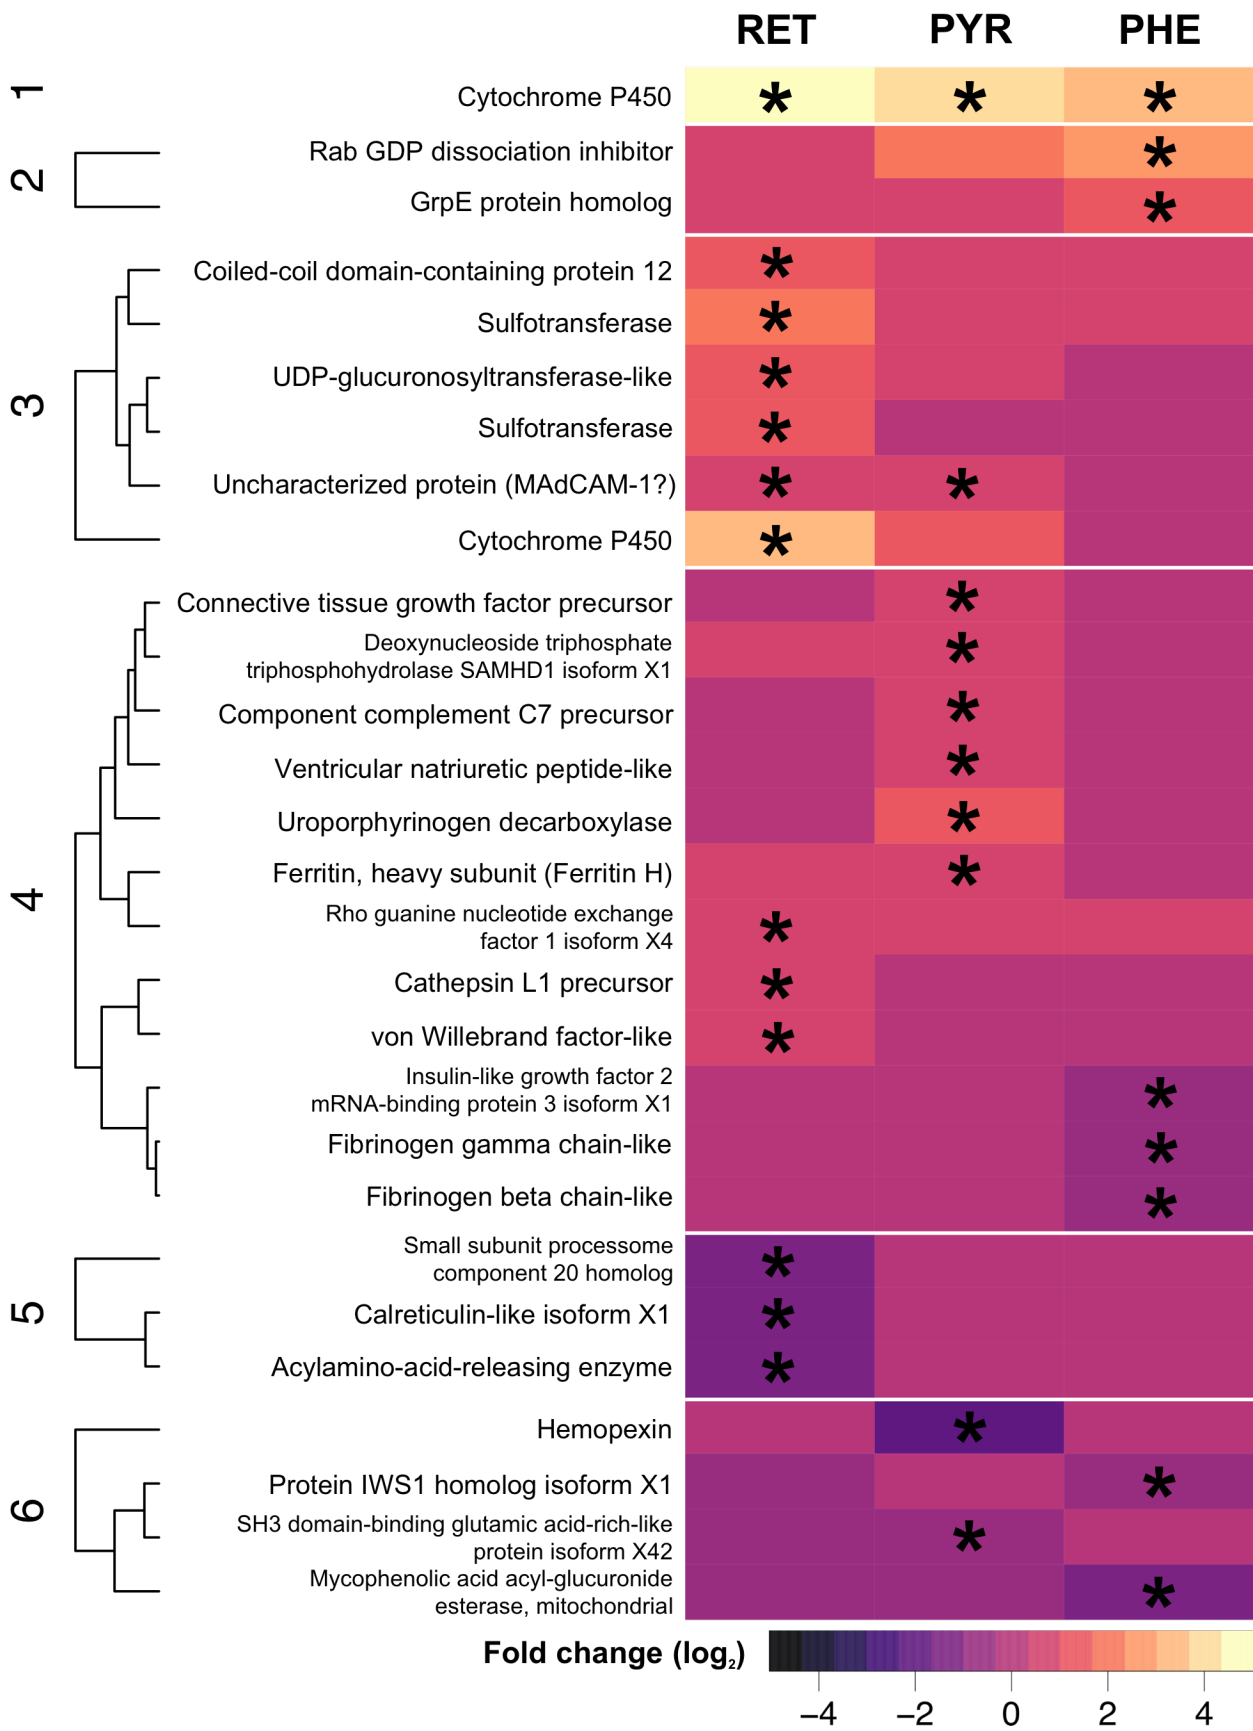 RET PYR PHE
1
Cytochrome P450 * * *
2
Rab GDP dissociation inhibitor *
GrpE protein homolog *
3
Coiled-coil domain-containing protein 12 *
Sulfotransferase *
UDP-glucuronosyltransferase-like *
Sulfotransferase *
Uncharacterized protein (MAdCAM-1?) * *
Cytochrome P450 *
4
Connective tissue growth factor precursor *
Deoxynucleoside triphosphate
triphosphohydrolase SAMHD1 isoform X1 *
Component complement C7 precursor *
Ventricular natriuretic peptide-like *
Uroporphyrinogen decarboxylase *
Ferritin, heavy subunit (Ferritin H) *
Rho guanine nucleotide exchange
factor 1 isoform X4 *
Cathepsin L1 precursor *
von Willebrand factor-like *
Insulin-like growth factor 2
mRNA-binding protein 3 isoform X1 *
Fibrinogen gamma chain-like *
Fibrinogen beta chain-like *
5
Small subunit processome
component 20 homolog *
Calreticulin-like isoform X1 *
Acylamino-acid-releasing enzyme *
6
Hemopexin *
Protein IWS1 homolog isoform X1 *
SH3 domain-binding glutamic acid-rich-like
protein isoform X42 *
Mycophenolic acid acyl-glucuronide
esterase, mitochondrial *
Fold change (log₂)
−4 −2 0 2 4